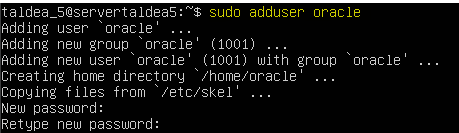 taldea_5@servertaldea5:~$ sudo adduser oracle
Adding user `oracle' ...
Adding new group `oracle' (1001) ...
Adding new user `oracle' (1001) with group `oracle' ...
Creating home directory `/home/oracle' ...
Copying files from `/etc/skel' ...
New password:
Retype new password: